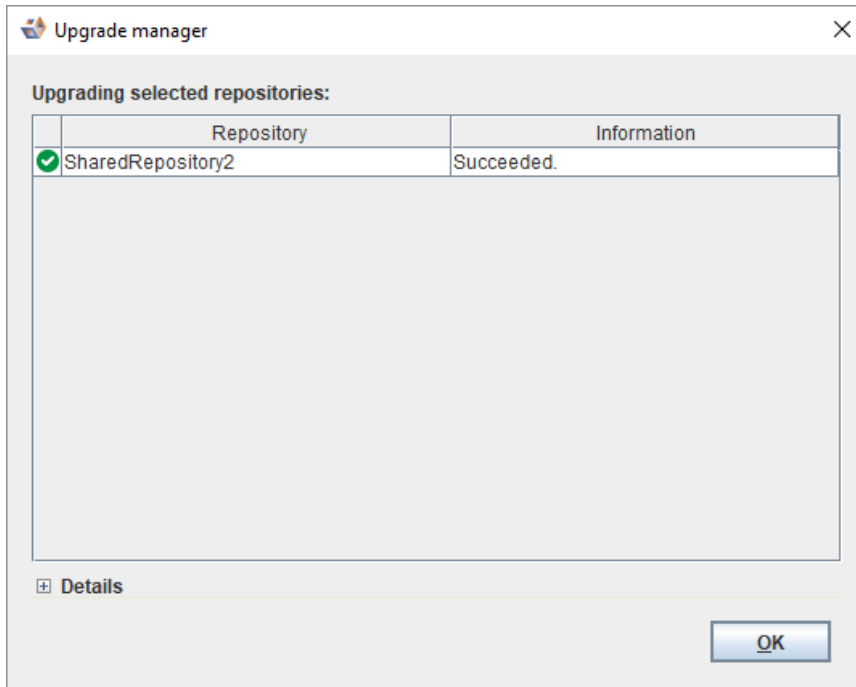 Upgrade manager
Upgrading selected repositories:
Repository Information
SharedRepository2 Succeeded.
Details
OK